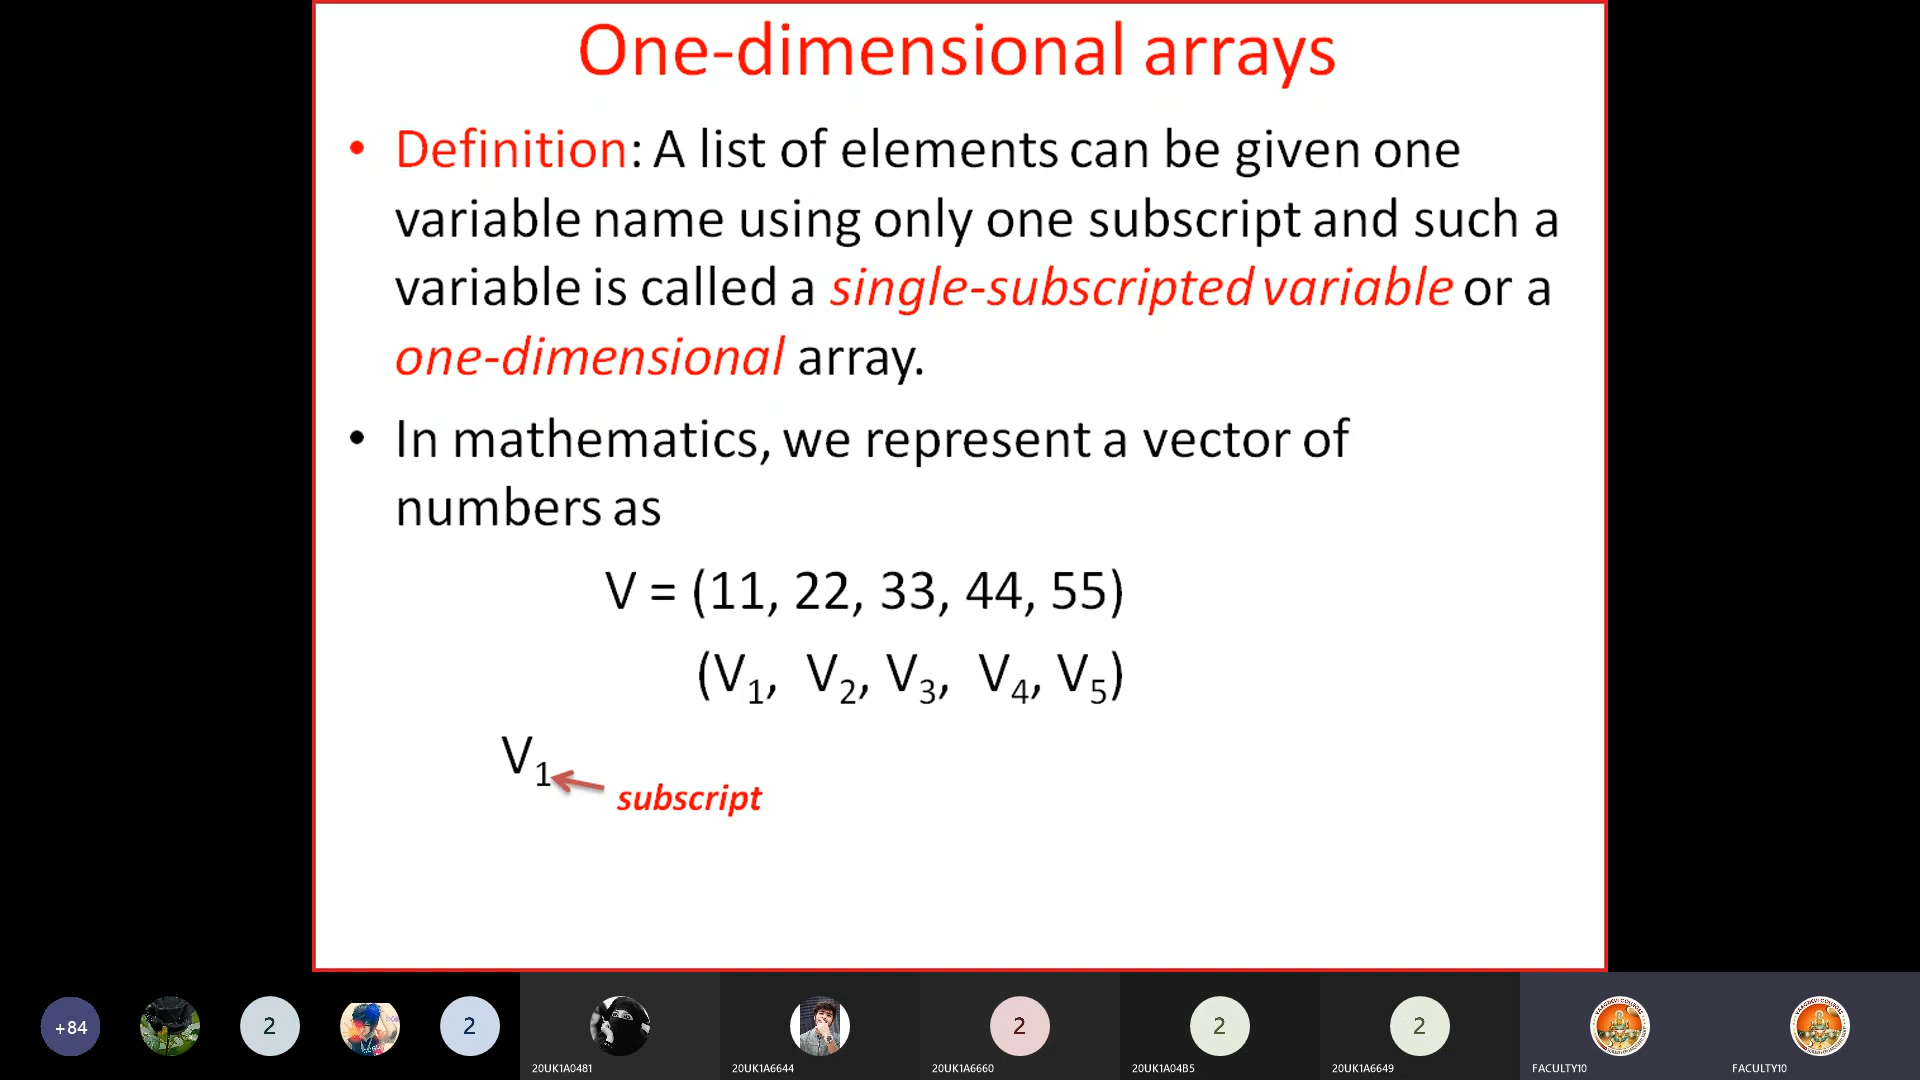 One-dimensional arrays
• Definition: A list of elements can be given one
variable name using only one subscript and such a
variable is called a single-subscripted variable or a
one-dimensional array.
• In mathematics, we represent a vector of
numbers as
V = (11, 22, 33, 44, 55)
(V₁, V₂, V₃, V₄, V₅)
V₁
subscript
+84
2
2
2
2
2
20UK1A0481
20UK1A6644
20UK1A6660
20UK1A04B5
20UK1A6649
FACULTY10
FACULTY10